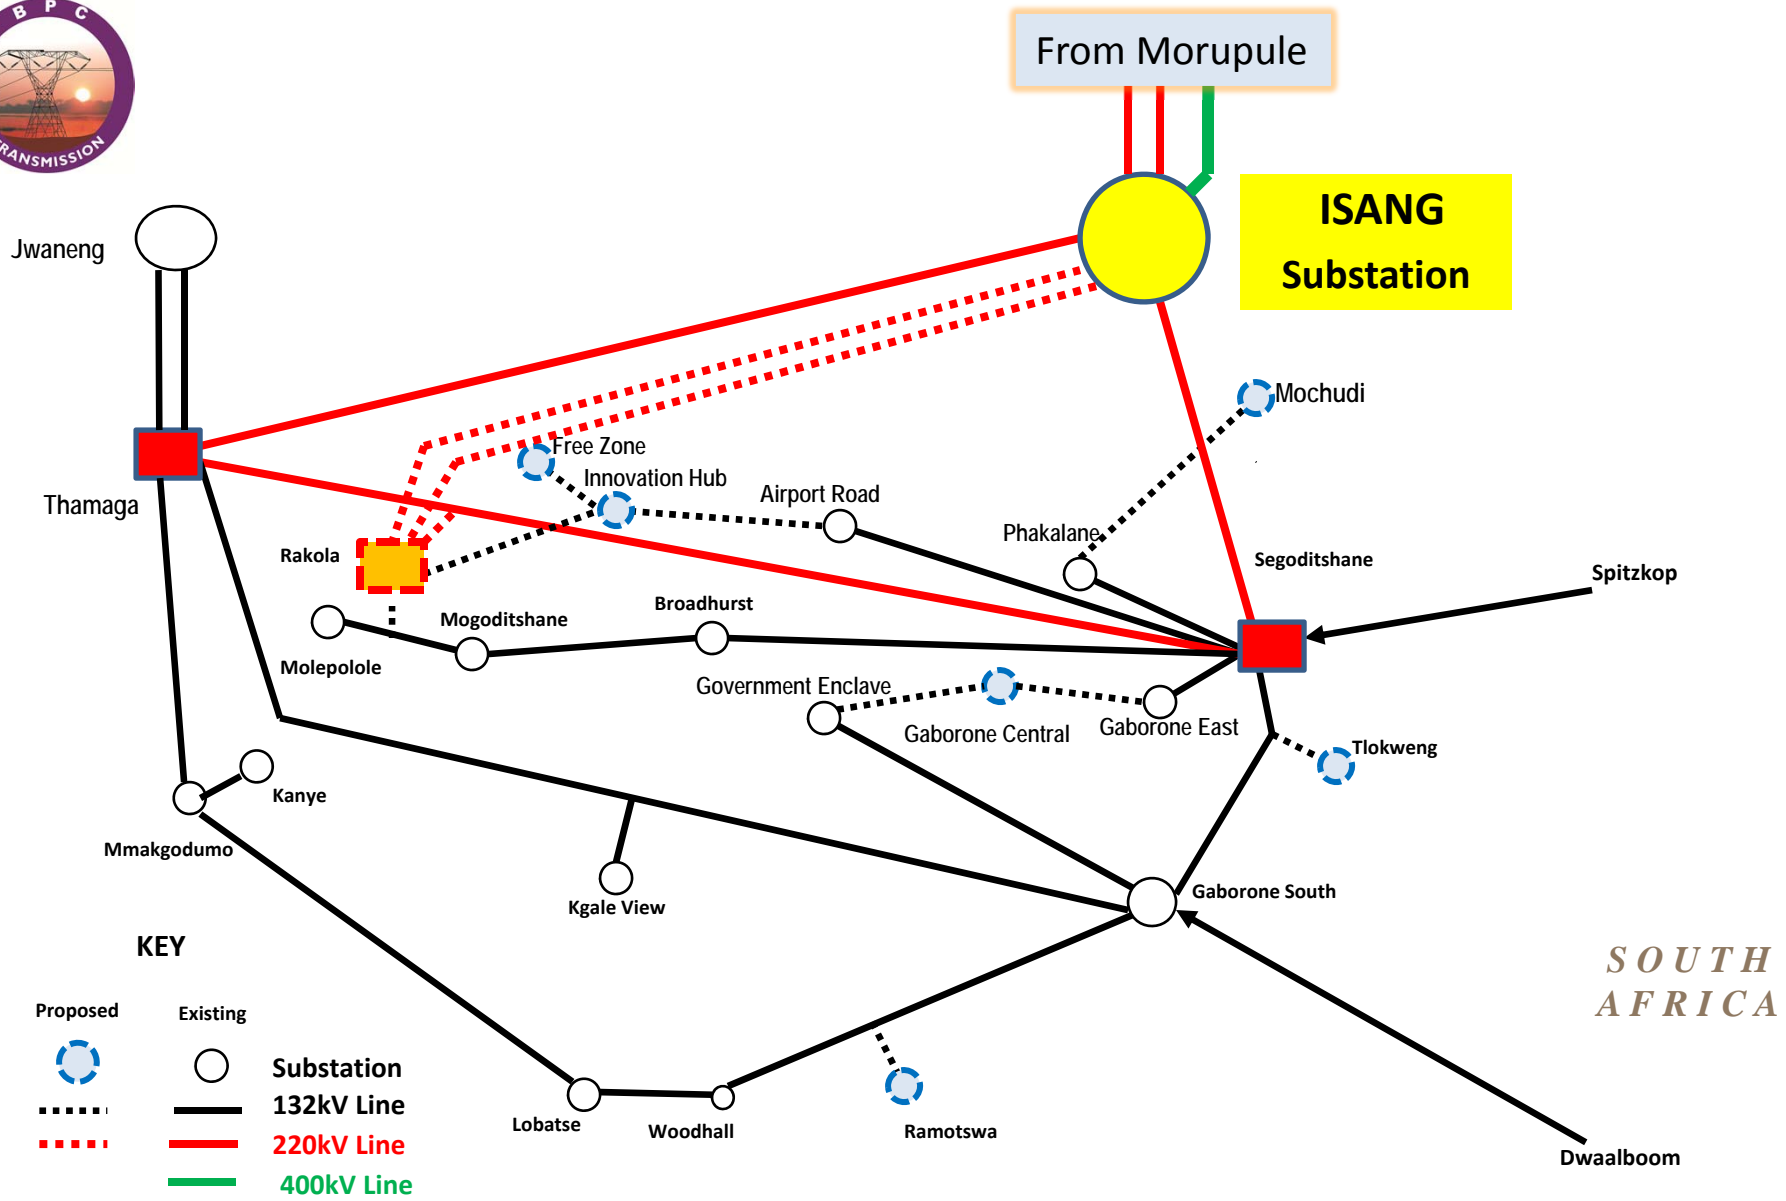 B P C
TRANSMISSION
From Morupule
ISANG
Substation
Jwaneng
Mochudi
Free Zone
Innovation Hub
Airport Road
Thamaga
Phakalane
Rakola
Segoditshane
Spitzkop
Broadhurst
Mogoditshane
Molepolole
Government Enclave
Gaborone Central
Gaborone East
Tlokweng
Kanye
Mmakgodumo
Kgale View
Gaborone South
KEY
SOUTH
AFRICA
Proposed
Existing
Substation
132kV Line
220kV Line
400kV Line
Lobatse
Woodhall
Ramotswa
Dwaalboom